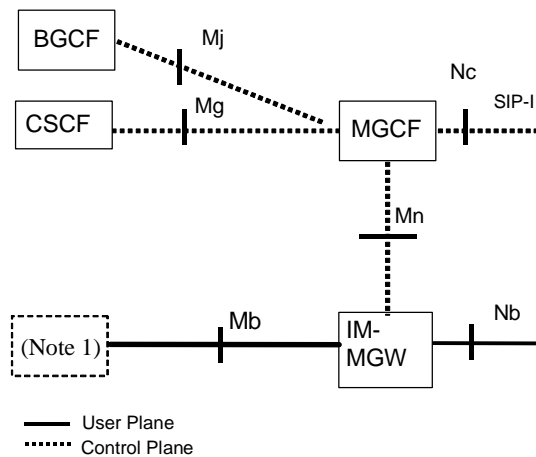 BGCF
Mj
Nc
CSCF
Mg
MGCF
SIP-I
Mn
(Note 1)
Mb
IM-
MGW
Nb
User Plane
Control Plane